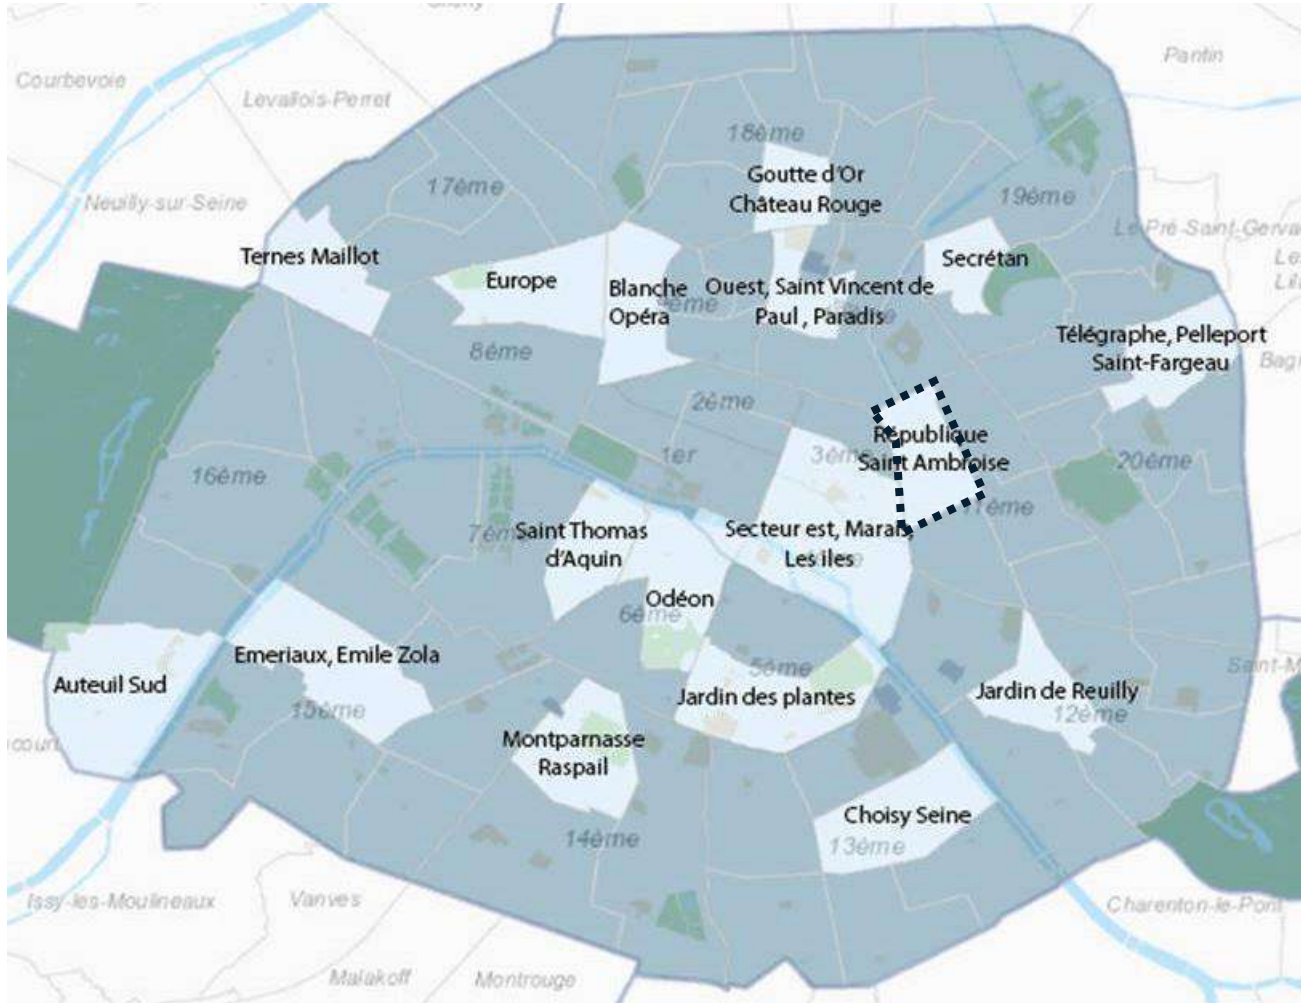 Pantin
Courbevoie
Levallois-Perret
18ème
17ème
Goutte d'Or
Château Rouge
19ème
Neuilly-sur-Seine
Le Pré-Saint-Gerva
Ternes Maillot
Secrétan
Europe
Blanche
Opéra
Ouest, Saint Vincent de
Paul , Paradis
Télégraphe, Pelleport
Saint-Fargeau
8ème
2ème
République
Saint Ambroise
1er
3ème
20ème
16ème
11ème
Saint Thomas
d'Aquin
Secteur est, Marais,
Les iles
Odéon
6ème
5ème
Emeriaux, Emile Zola
Auteuil Sud
Jardin des plantes
Jardin de Reuilly
12ème
15ème
Montparnasse
Raspail
Choisy Seine
14ème
13ème
Issy-les-Moulineaux
Vanves
Charenton-le-Pont
Malakoff
Montrouge